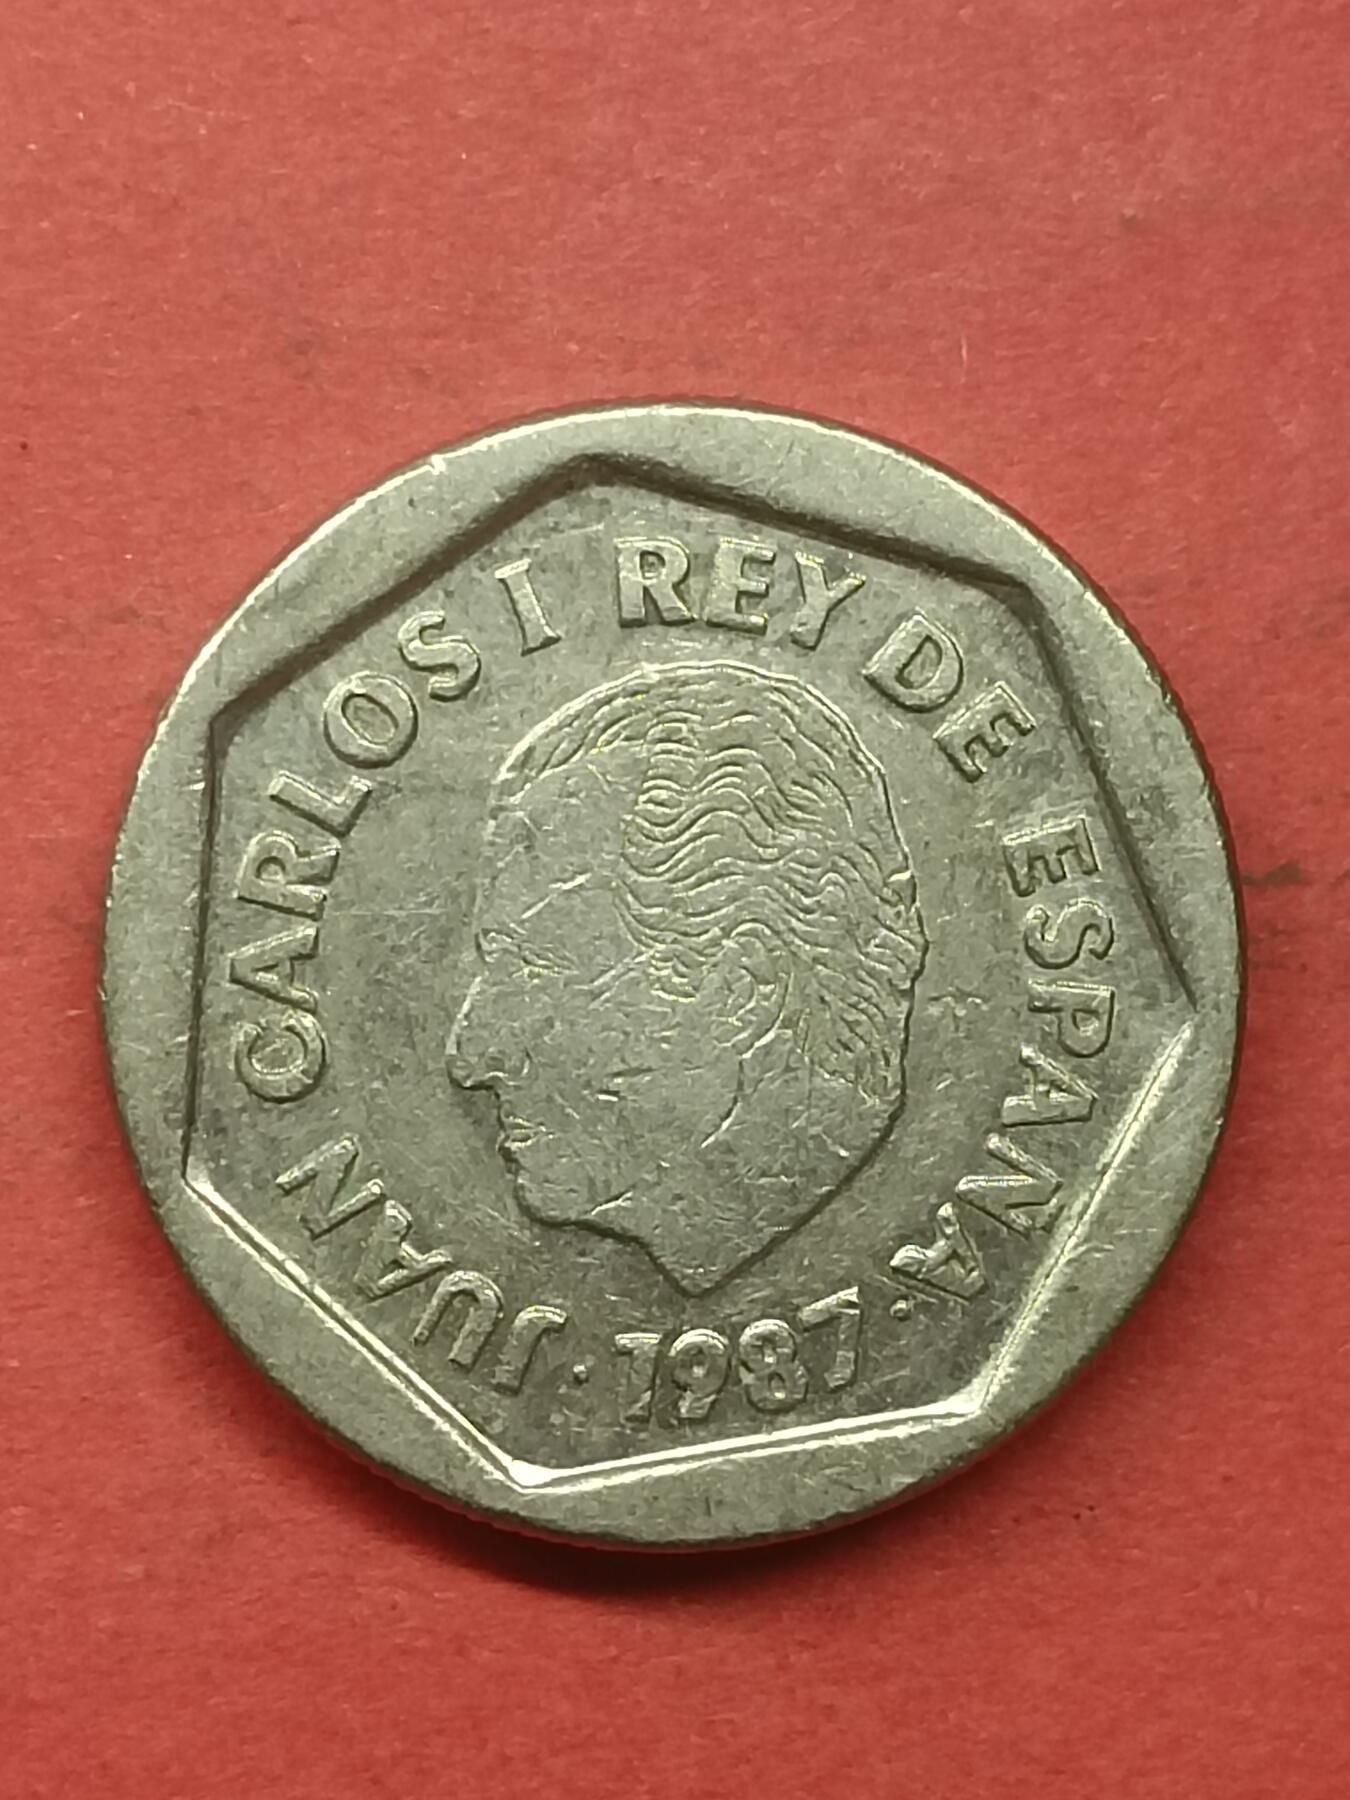 JUAN CARLOS I REY DE ESPAÑA
· 1987 ·